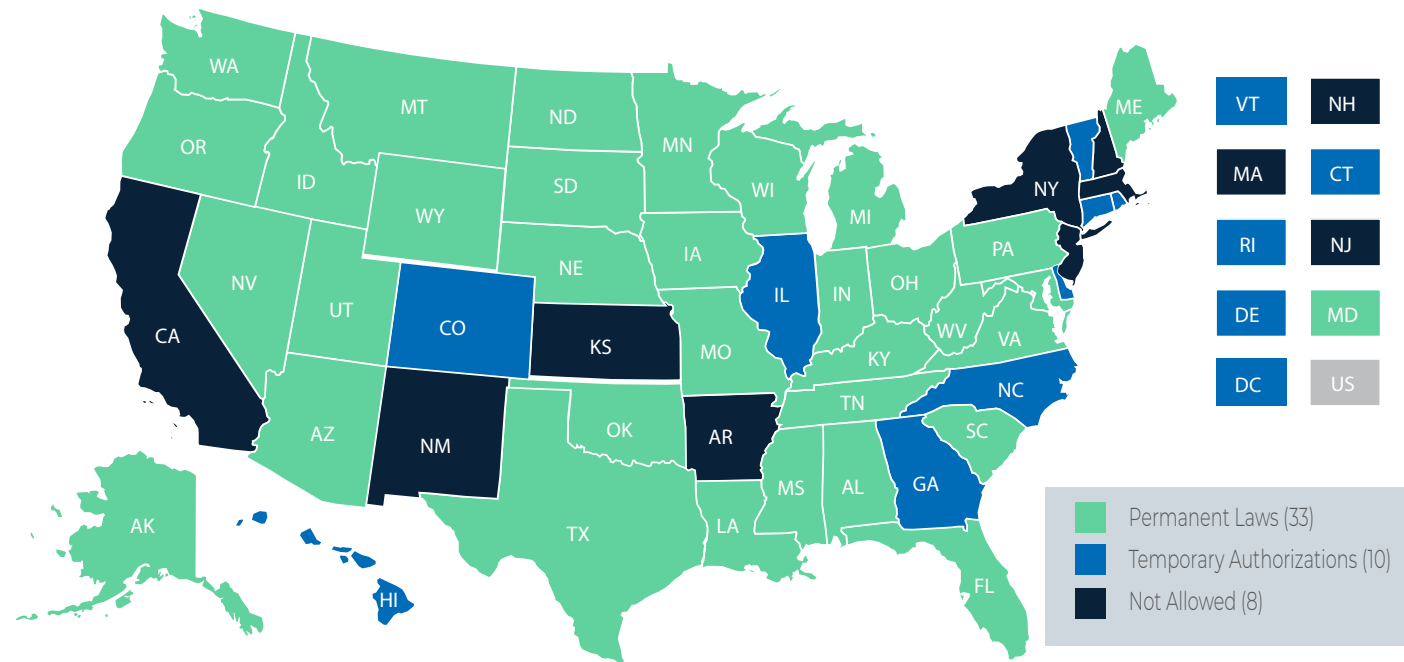 WA
MT
ND
MN
ME
OR
ID
SD
WI
WY
MI
NY
VT
NH
MA
CT
RI
NJ
DE
MD
DC
US
NV
UT
CO
NE
IA
IL
IN
OH
PA
CA
KS
MO
KY
WV
VA
AZ
NM
OK
AR
TN
NC
SC
MS
AL
GA
TX
LA
FL
AK
HI
Permanent Laws (33)
Temporary Authorizations (10)
Not Allowed (8)